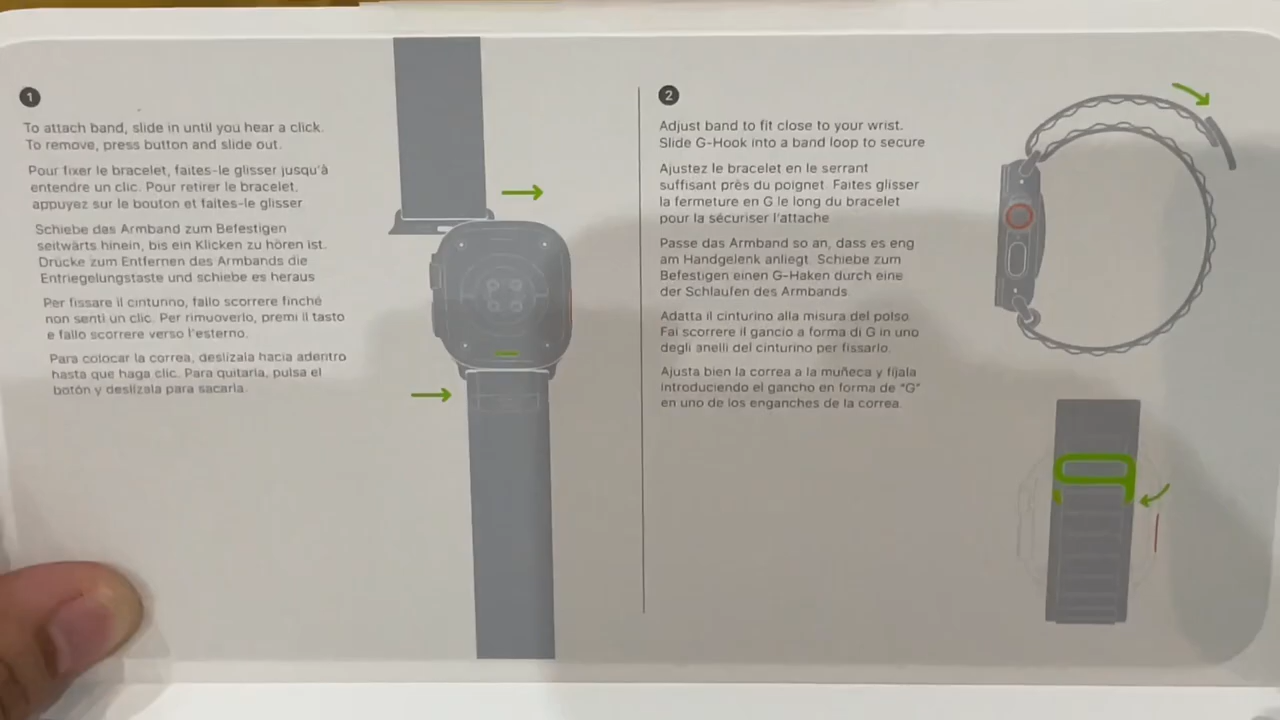 1
To attach band, slide in until you hear a click.
To remove, press button and slide out.
Pour fixer le bracelet, faites-le glisser jusqu'à
entendre un clic. Pour retirer le bracelet,
appuyez sur le bouton et faites-le glisser
Schiebe das Armband zum Befestigen
seitwärts hinein, bis ein Klicken zu hören ist.
Drücke zum Entfernen des Armbands die
Entriegelungstaste und schiebe es heraus
Per fissare il cinturino, fallo scorrere finché
non senti un clic. Per rimuoverlo, premi il tasto
e fallo scorrere verso l'esterno.
Para colocar la correa, deslízala hacia adentro
hasta que haga clic. Para quitarla, pulsa el
botón y deslízala para sacarla.
2
Adjust band to fit close to your wrist.
Slide G-Hook into a band loop to secure
Ajustez le bracelet en le serrant
suffisant près du poignet. Faites glisser
la fermeture en G le long du bracelet
pour la sécuriser l'attache
Passe das Armband so an, dass es eng
am Handgelenk anliegt. Schiebe zum
Befestigen einen G-Haken durch eine
der Schlaufen des Armbands.
Adatta il cinturino alla misura del polso.
Fai scorrere il gancio a forma di G in uno
degli anelli del cinturino per fissarlo.
Ajusta bien la correa a la muñeca y fíjala
introduciendo el gancho en forma de "G"
en uno de los enganches de la correa.